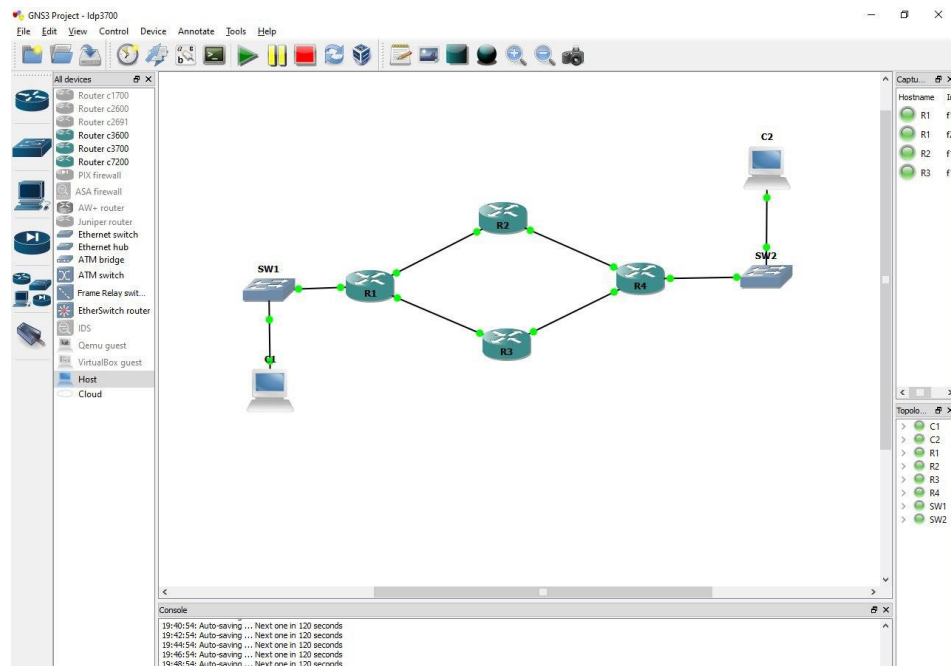 GNS3 Project - ldp3700
File Edit View Control Device Annotate Tools Help
All devices
Router c1700
Router c2600
Router c2691
Router c3600
Router c3700
Router c7200
PIX firewall
ASA firewall
AW+ router
Juniper router
Ethernet switch
Ethernet hub
ATM bridge
ATM switch
Frame Relay swit...
EtherSwitch router
IDS
Qemu guest
VirtualBox guest
Host
Cloud
C2
R2
SW1
SW2
R1
R4
R3
C1
Captu...
Hostname
R1
R1
R2
R3
Topolo...
C1
C2
R1
R2
R3
R4
SW1
SW2
Console
19:40:54: Auto-saving ... Next one in 120 seconds
19:42:54: Auto-saving ... Next one in 120 seconds
19:44:54: Auto-saving ... Next one in 120 seconds
19:46:54: Auto-saving ... Next one in 120 seconds
19:48:54: Auto-saving ... Next one in 120 seconds